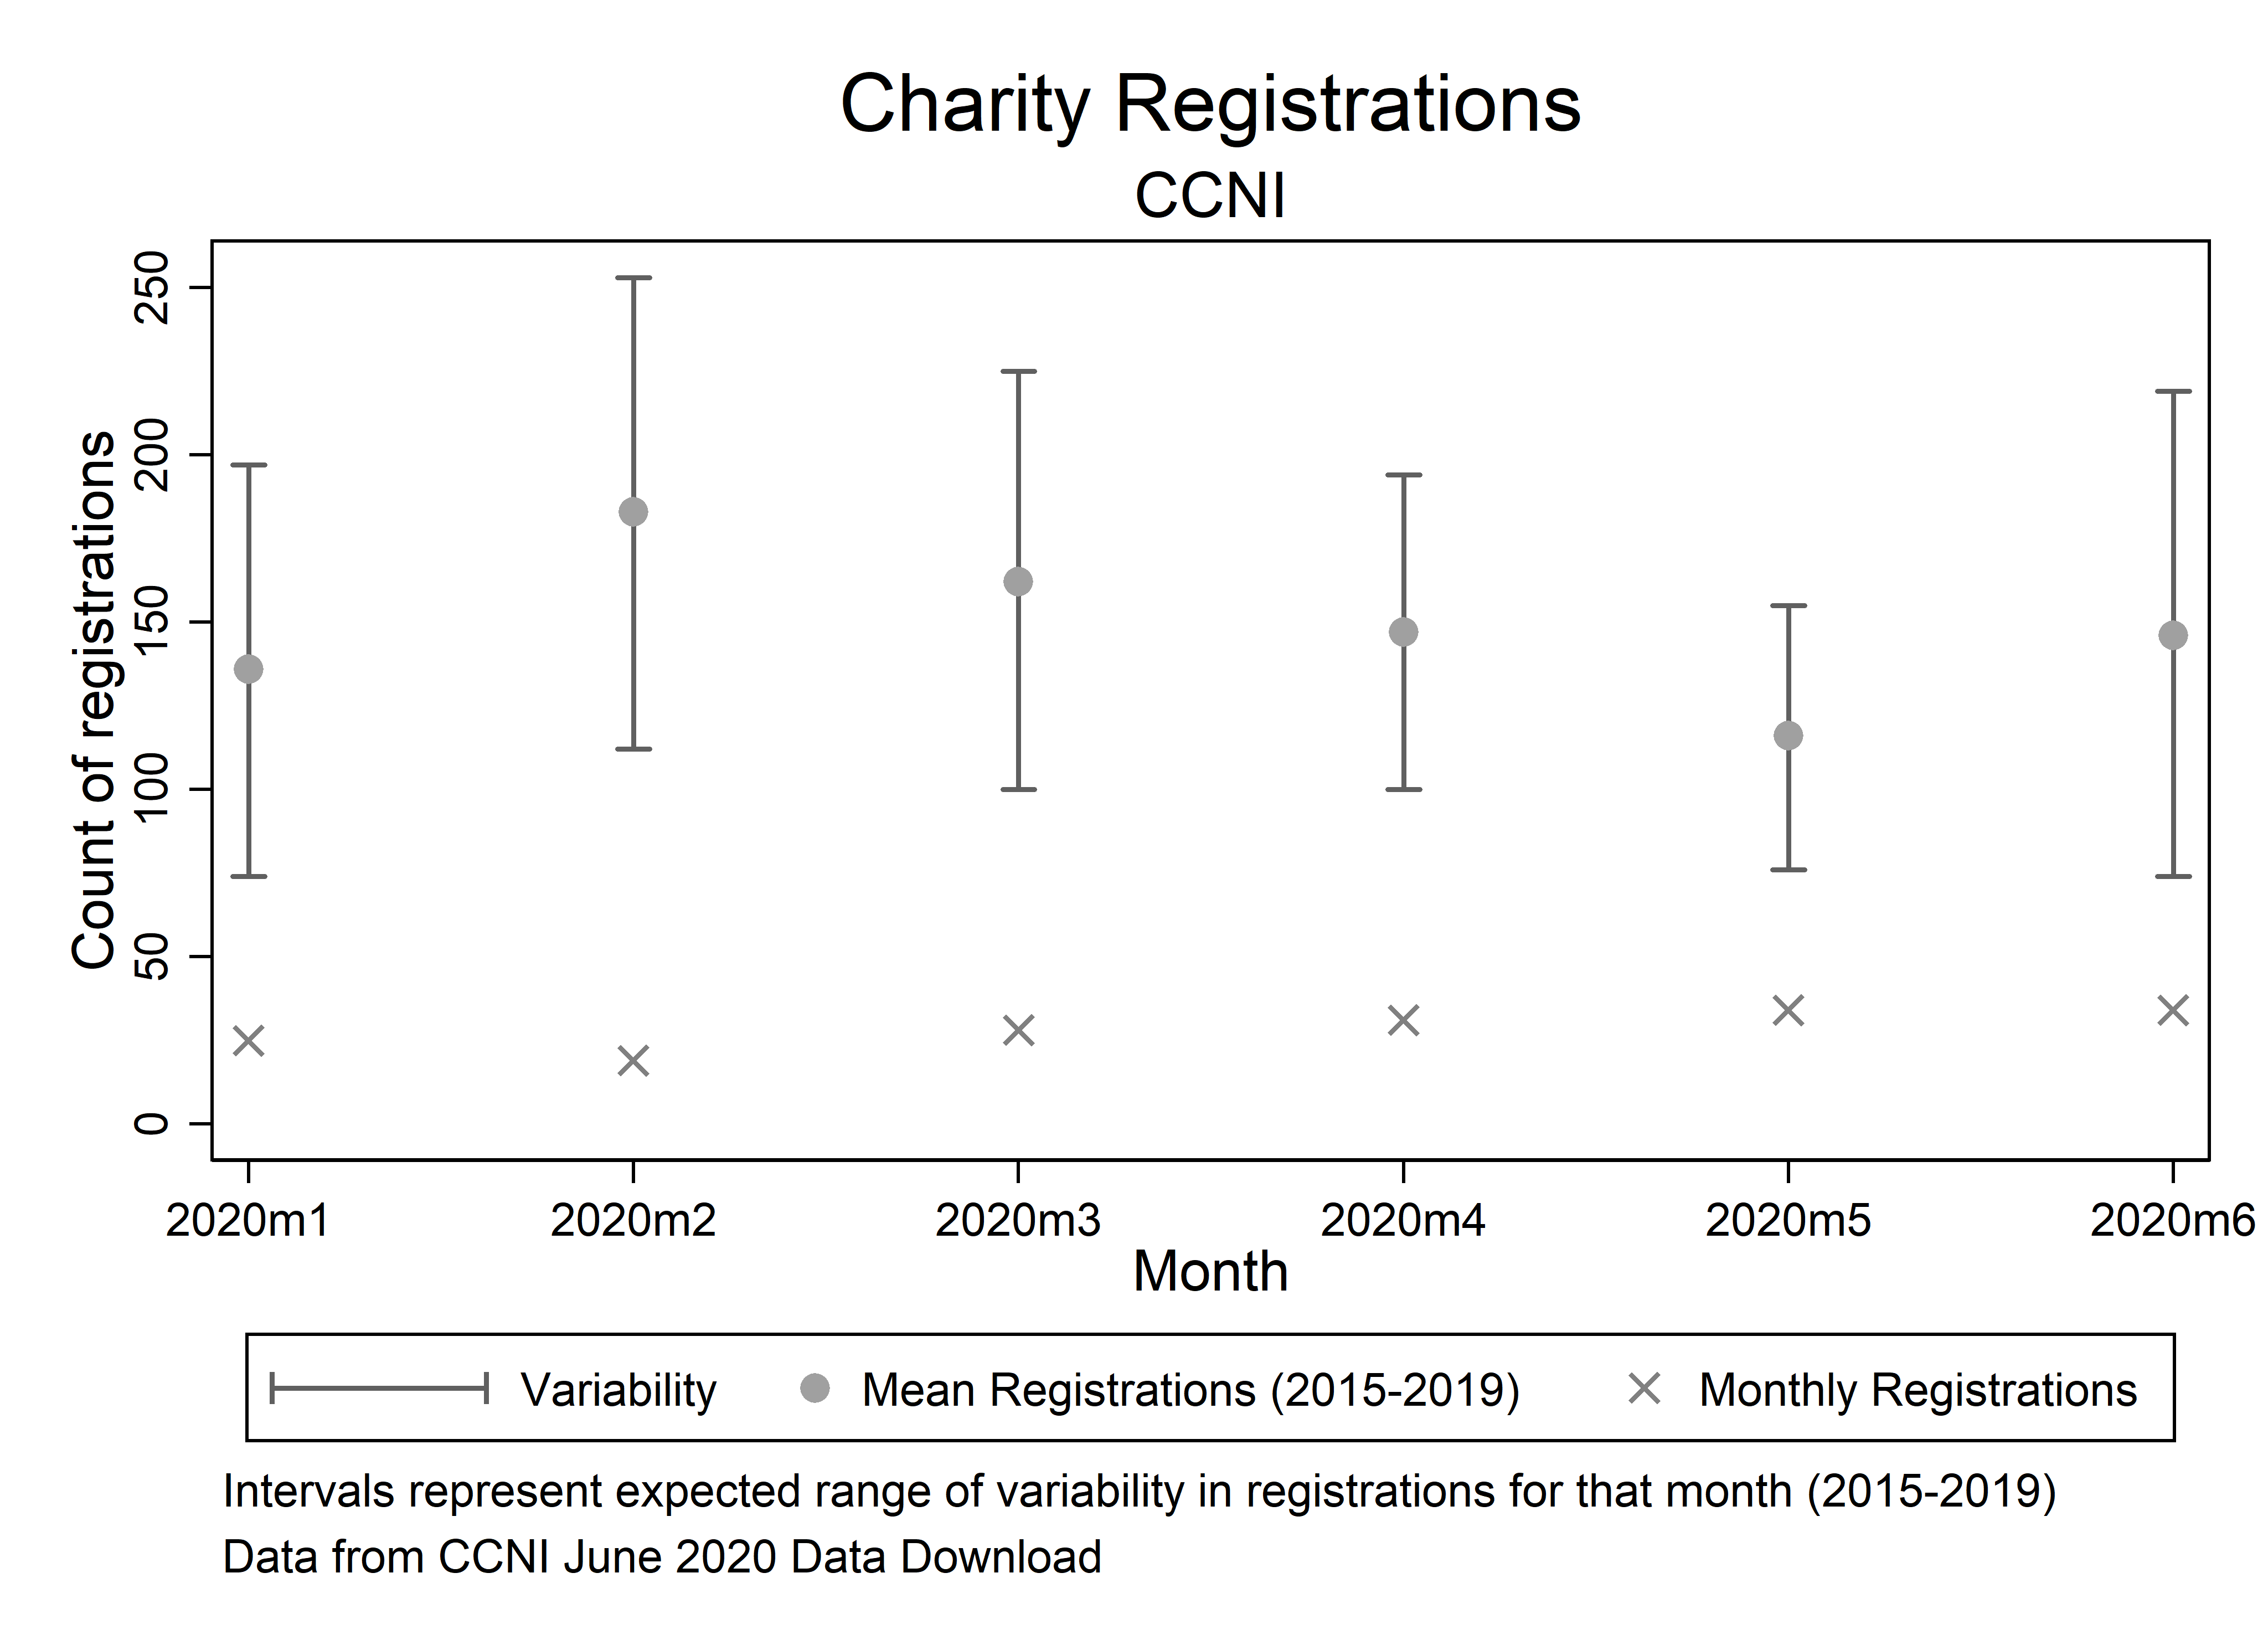 Charity Registrations
CCNI
Count of registrations
250
200
150
100
50
0
2020m1 2020m2 2020m3 2020m4 2020m5 2020m6
Month
Variability Mean Registrations (2015-2019) Monthly Registrations
Intervals represent expected range of variability in registrations for that month (2015-2019)
Data from CCNI June 2020 Data Download